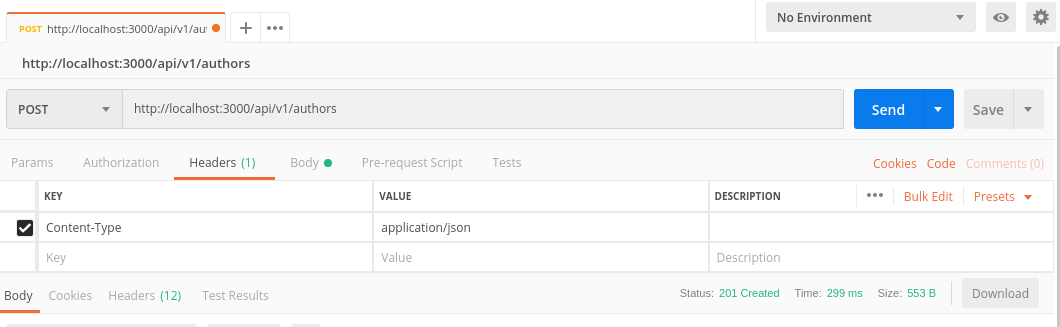 POST http://localhost:3000/api/v1/aut
No Environment
http://localhost:3000/api/v1/authors
POST http://localhost:3000/api/v1/authors Send Save
Params Authorization Headers (1) Body Pre-request Script Tests Cookies Code Comments (0)
KEY VALUE DESCRIPTION Bulk Edit Presets
Content-Type application/json
Key Value Description
Body Cookies Headers (12) Test Results Status: 201 Created Time: 299 ms Size: 553 B Download